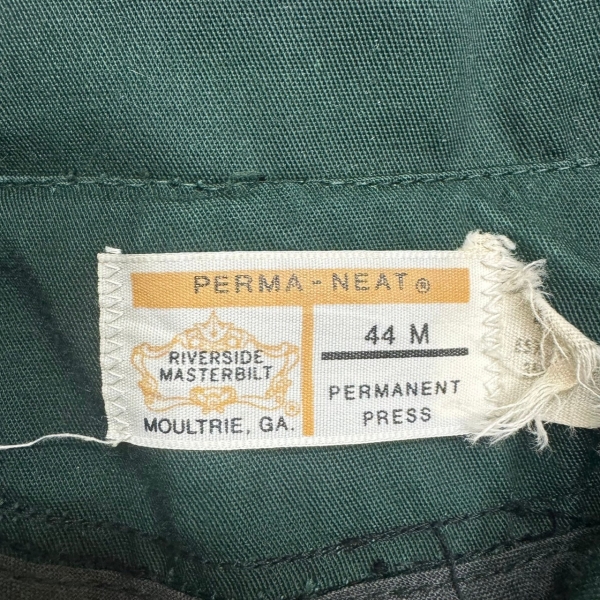 PERMA-NEAT®
RIVERSIDE
MASTERBILT
MOULTRIE, GA.
44 M
PERMANENT
PRESS